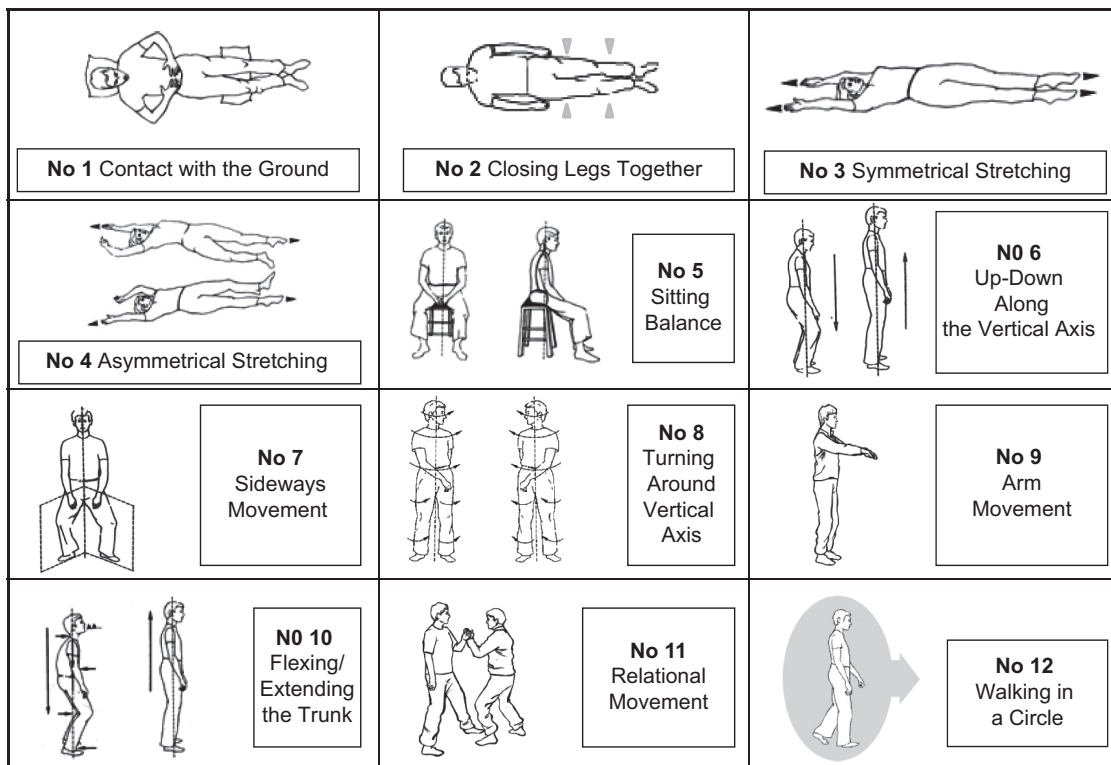 No 1 Contact with the Ground
No 2 Closing Legs Together
No 3 Symmetrical Stretching
No 4 Asymmetrical Stretching
No 5
Sitting
Balance
N0 6
Up-Down
Along
the Vertical Axis
No 7
Sideways
Movement
No 8
Turning
Around
Vertical
Axis
No 9
Arm
Movement
N0 10
Flexing/
Extending
the Trunk
No 11
Relational
Movement
No 12
Walking in
a Circle